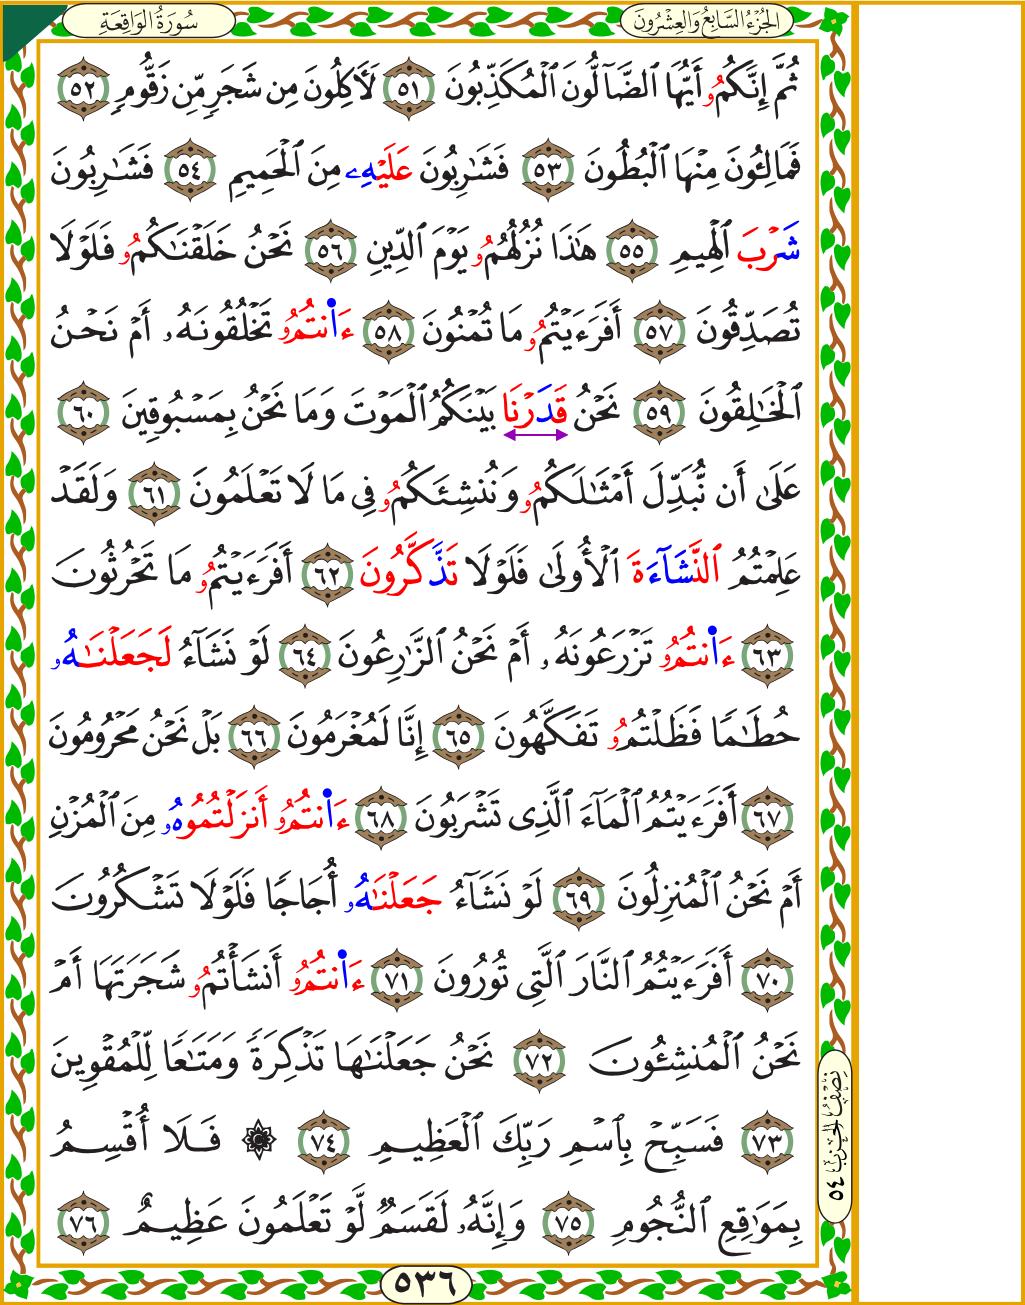 الجُزْءُ السَّابِعُ وَالعِشْرُونَ
سُورَةُ الوَاقِعَةِ
ثُمَّ إِنَّكُمُۥٓ أَيُّهَا ٱلضَّآلُّونَ ٱلْمُكَذِّبُونَ ٥١ لَأٓكِلُونَ مِن شَجَرٍ مِّن زَقُّومٍ ٥٢
فَمَالِـُٔونَ مِنْهَا ٱلْبُطُونَ ٥٣ فَشَـٰرِبُونَ عَلَيْهِۦ مِنَ ٱلْحَمِيمِ ٥٤ فَشَـٰرِبُونَ
شَرْبَ ٱلْهِيمِ ٥٥ هَـٰذَا نُزُلُهُمُۥ يَوْمَ ٱلدِّينِ ٥٦ نَحْنُ خَلَقْنَـٰكُمُۥ فَلَوْلَا
تُصَدِّقُونَ ٥٧ أَفَرَءَيْتُمُۥ مَا تُمْنُونَ ٥٨ ءَا۬نتُمُۥ تَخْلُقُونَهُۥٓ أَمْ نَحْنُ
ٱلْخَـٰلِقُونَ ٥٩ نَحْنُ قَدَرْنَا بَيْنَكُمُ ٱلْمَوْتَ وَمَا نَحْنُ بِمَسْبُوقِينَ ٦٠
عَلَىٰٓ أَن نُّبَدِّلَ أَمْثَـٰلَكُمُۥ وَنُنشِئَكُمُۥ فِى مَا لَا تَعْلَمُونَ ٦١ وَلَقَدْ
عَلِمْتُمُ ٱلنَّشَآءَةَ ٱلْأُولَىٰ فَلَوْلَا تَذَّكَّرُونَ ٦٢ أَفَرَءَيْتُمُۥ مَا تَحْرُثُونَ
٦٣ ءَا۬نتُمُۥ تَزْرَعُونَهُۥٓ أَمْ نَحْنُ ٱلزَّٰرِعُونَ ٦٤ لَوْ نَشَآءُ لَجَعَلْنَـٰهُۥ
حُطَـٰمًا فَظَلْتُمُۥ تَفَكَّهُونَ ٦٥ إِنَّا لَمُغْرَمُونَ ٦٦ بَلْ نَحْنُ مَحْرُومُونَ
٦٧ أَفَرَءَيْتُمُ ٱلْمَآءَ ٱلَّذِى تَشْرَبُونَ ٦٨ ءَا۬نتُمُۥٓ أَنزَلْتُمُوهُۥ مِنَ ٱلْمُزْنِ
أَمْ نَحْنُ ٱلْمُنزِلُونَ ٦٩ لَوْ نَشَآءُ جَعَلْنَـٰهُۥٓ أُجَاجًا فَلَوْلَا تَشْكُرُونَ
٧٠ أَفَرَءَيْتُمُ ٱلنَّارَ ٱلَّتِى تُورُونَ ٧١ ءَا۬نتُمُۥٓ أَنشَأْتُمُۥ شَجَرَتَهَآ أَمْ
نَحْنُ ٱلْمُنشِـُٔونَ ٧٢ نَحْنُ جَعَلْنَـٰهَا تَذْكِرَةً وَمَتَـٰعًا لِّلْمُقْوِينَ
٧٣ فَسَبِّحْ بِٱسْمِ رَبِّكَ ٱلْعَظِيمِ ٧٤ ۞ فَلَآ أُقْسِمُ
بِمَوَٰقِعِ ٱلنُّجُومِ ٧٥ وَإِنَّهُۥ لَقَسَمٌ لَّوْ تَعْلَمُونَ عَظِيمٌ ٧٦
نِصْفُ الحِزْبِ ٥٤
٥٣٦